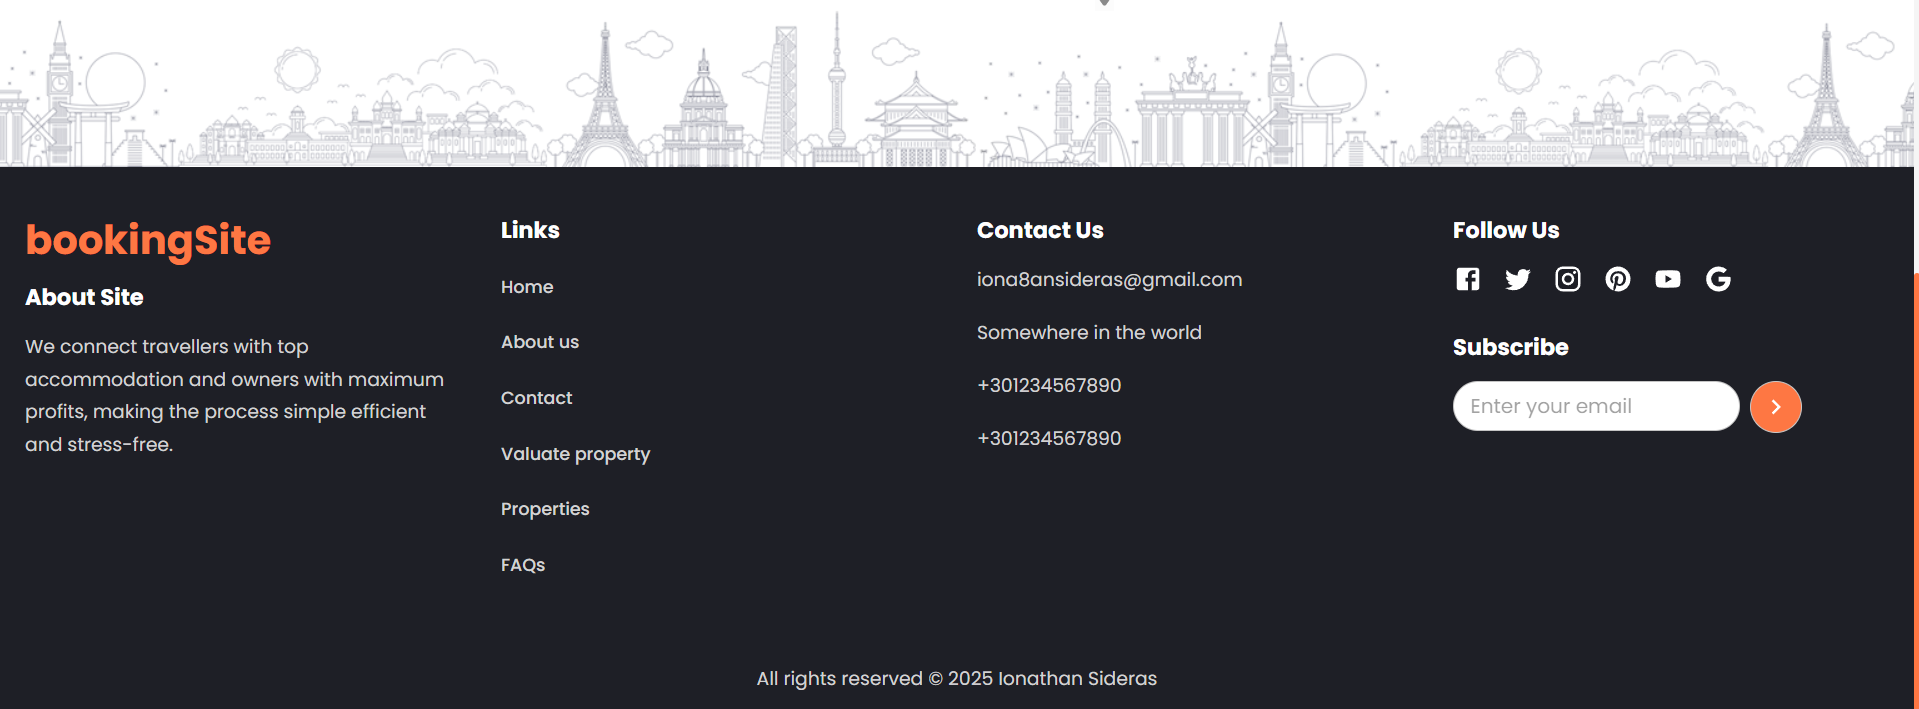 bookingSite
About Site
We connect travellers with top
accommodation and owners with maximum
profits, making the process simple efficient
and stress-free.
Links
Home
About us
Contact
Valuate property
Properties
FAQs
Contact Us
iona8ansideras@gmail.com
Somewhere in the world
+301234567890
+301234567890
Follow Us
Subscribe
Enter your email
All rights reserved © 2025 Ionathan Sideras